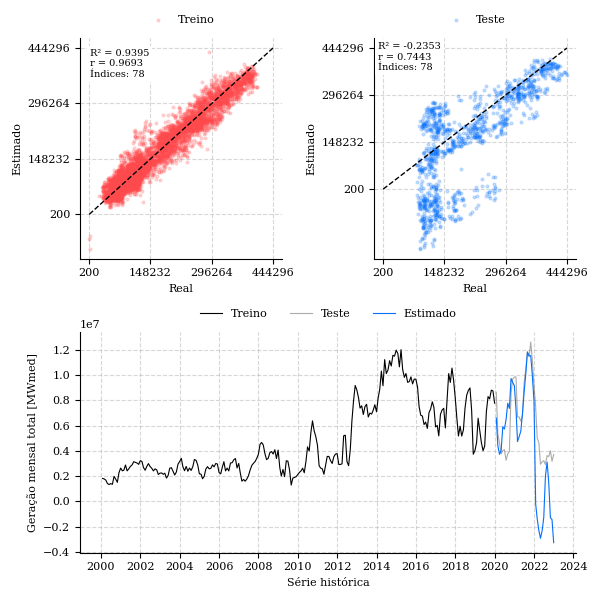 Treino
Teste
R² = 0.9395
r = 0.9693
Índices: 78
R² = -0.2353
r = 0.7443
Índices: 78
444296
296264
148232
200
Estimado
200
148232
296264
444296
Real
444296
296264
148232
200
Estimado
200
148232
296264
444296
Real
Treino
Teste
Estimado
1e7
1.2
1.0
0.8
0.6
0.4
0.2
0.0
−0.2
−0.4
Geração mensal total [MWmed]
2000
2002
2004
2006
2008
2010
2012
2014
2016
2018
2020
2022
2024
Série histórica